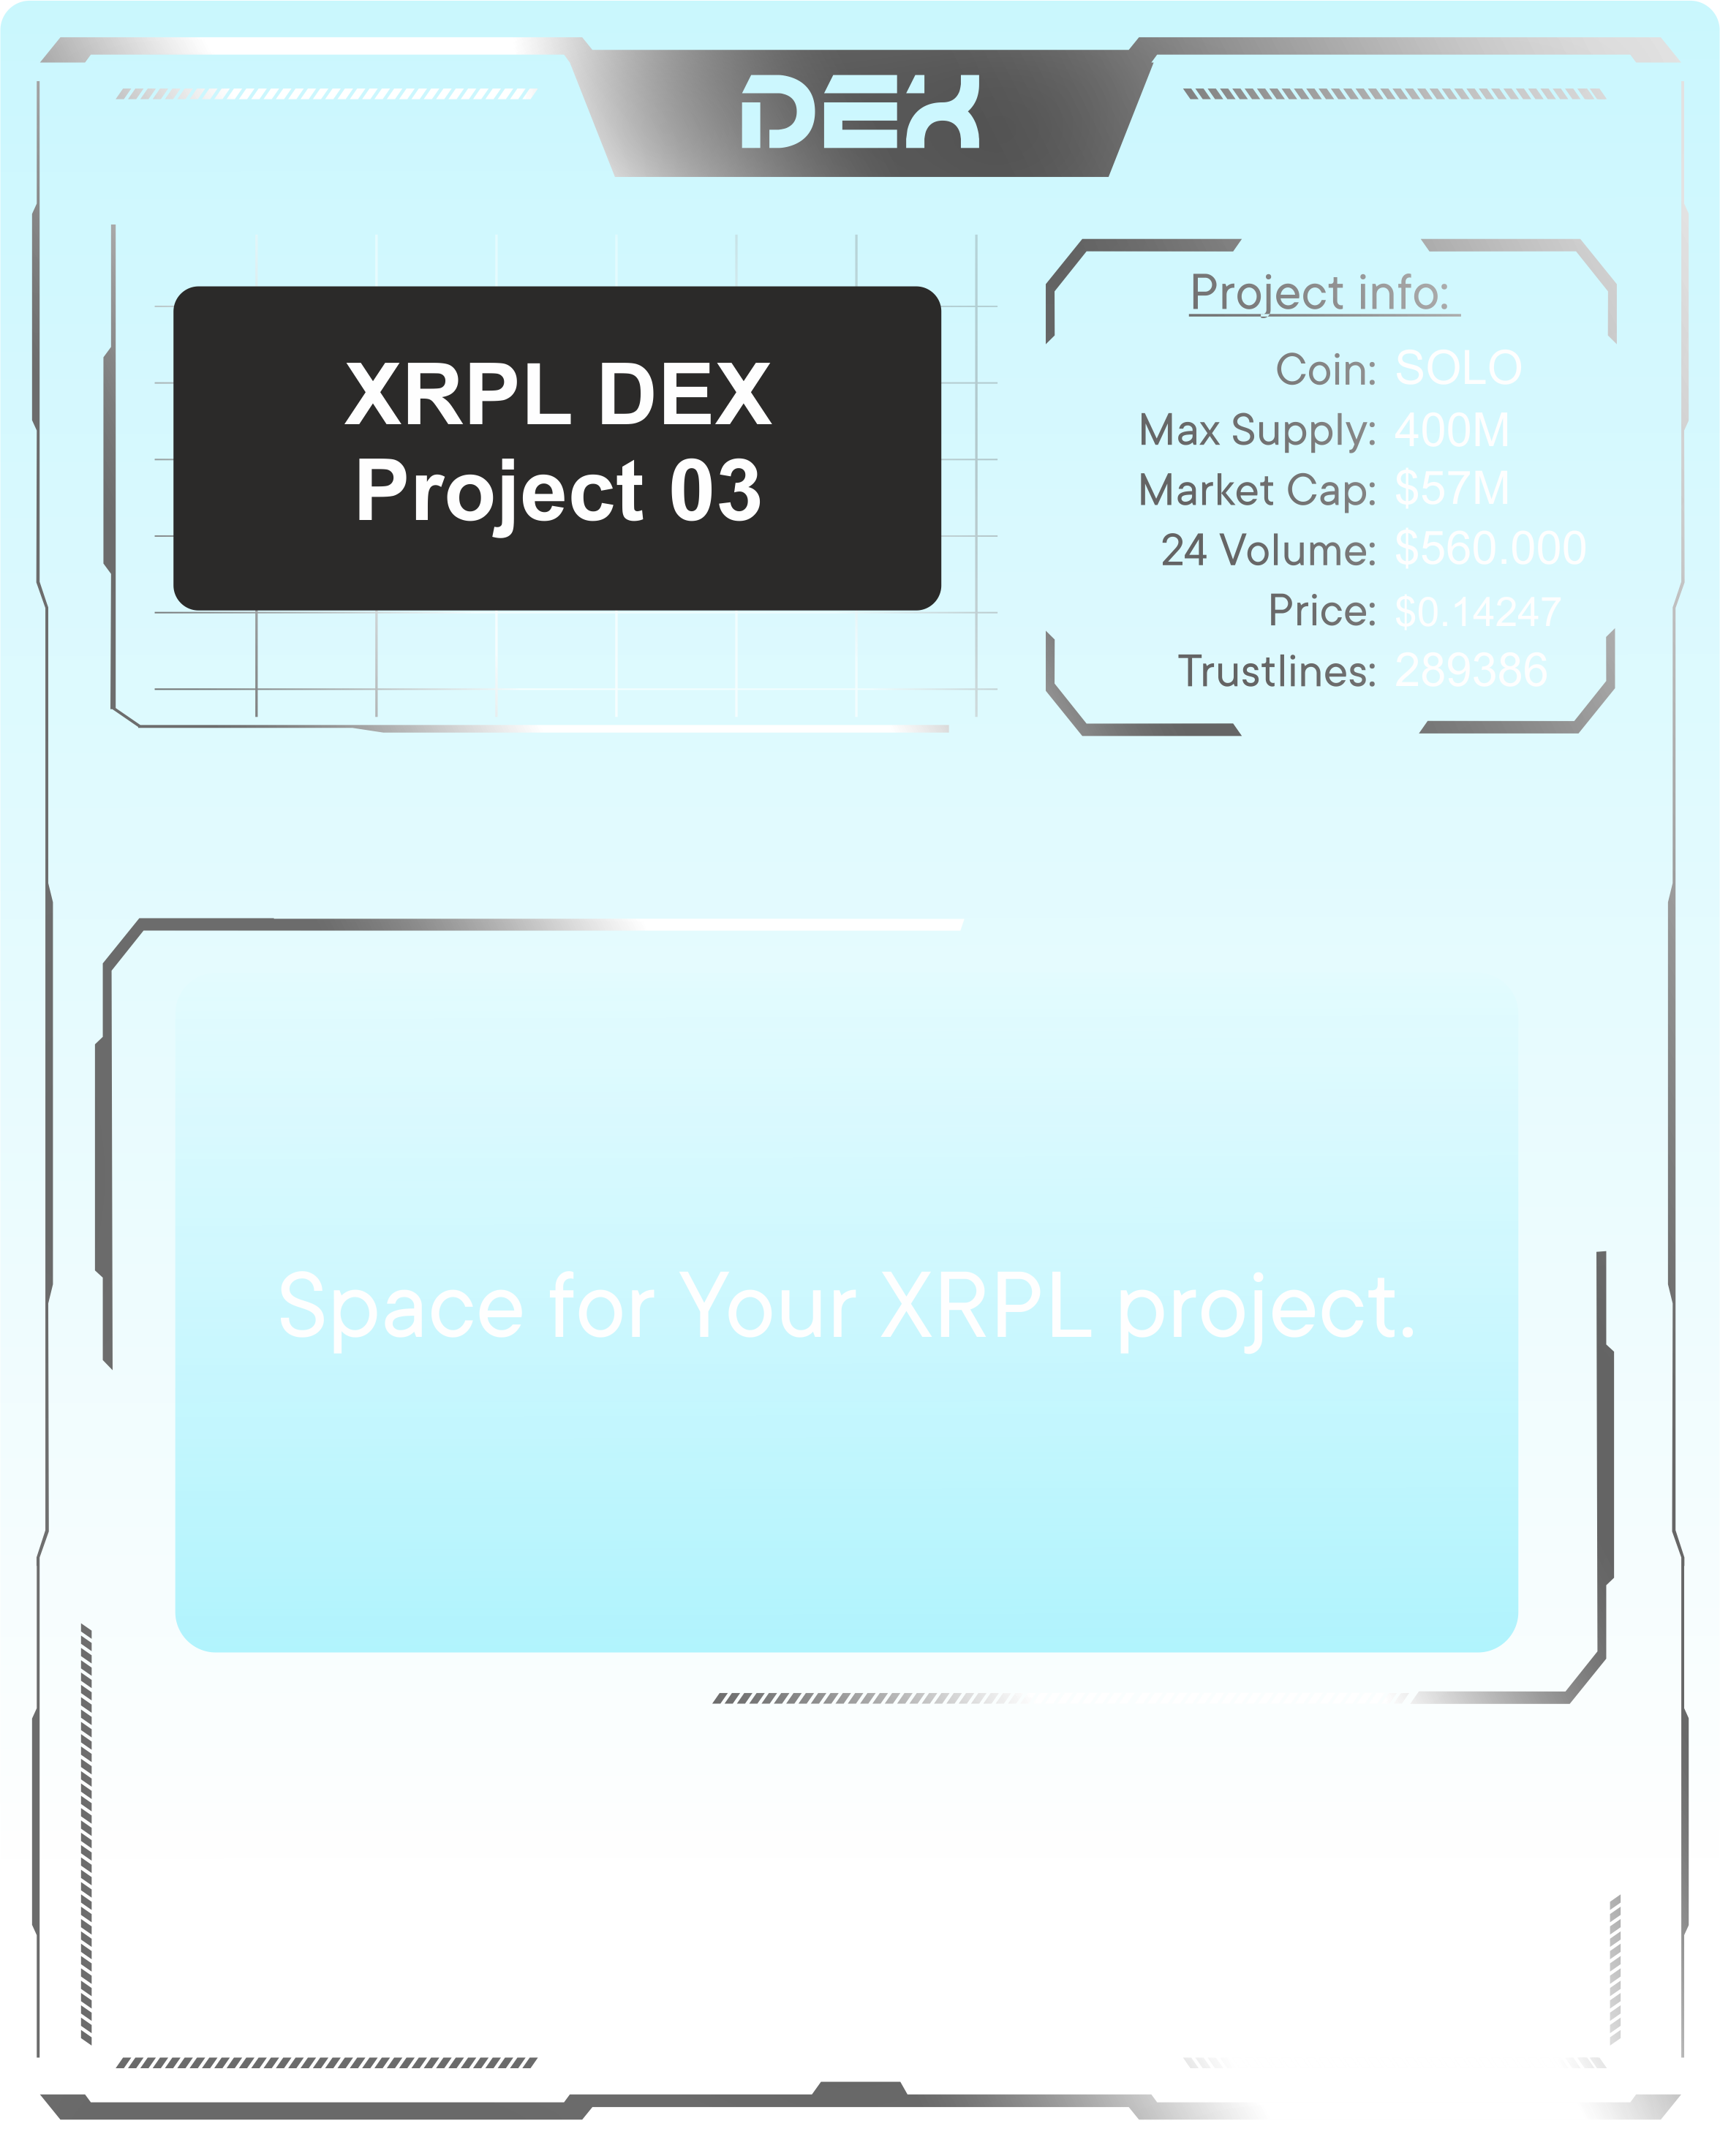 DEX
XRPL DEX
Project 03
Project info:
Coin: SOLO
Max Supply: 400M
Market Cap: $57M
24 Volume: $560.000
Price: $0.14247
Trustlines: 289386
Space for Your XRPL project.